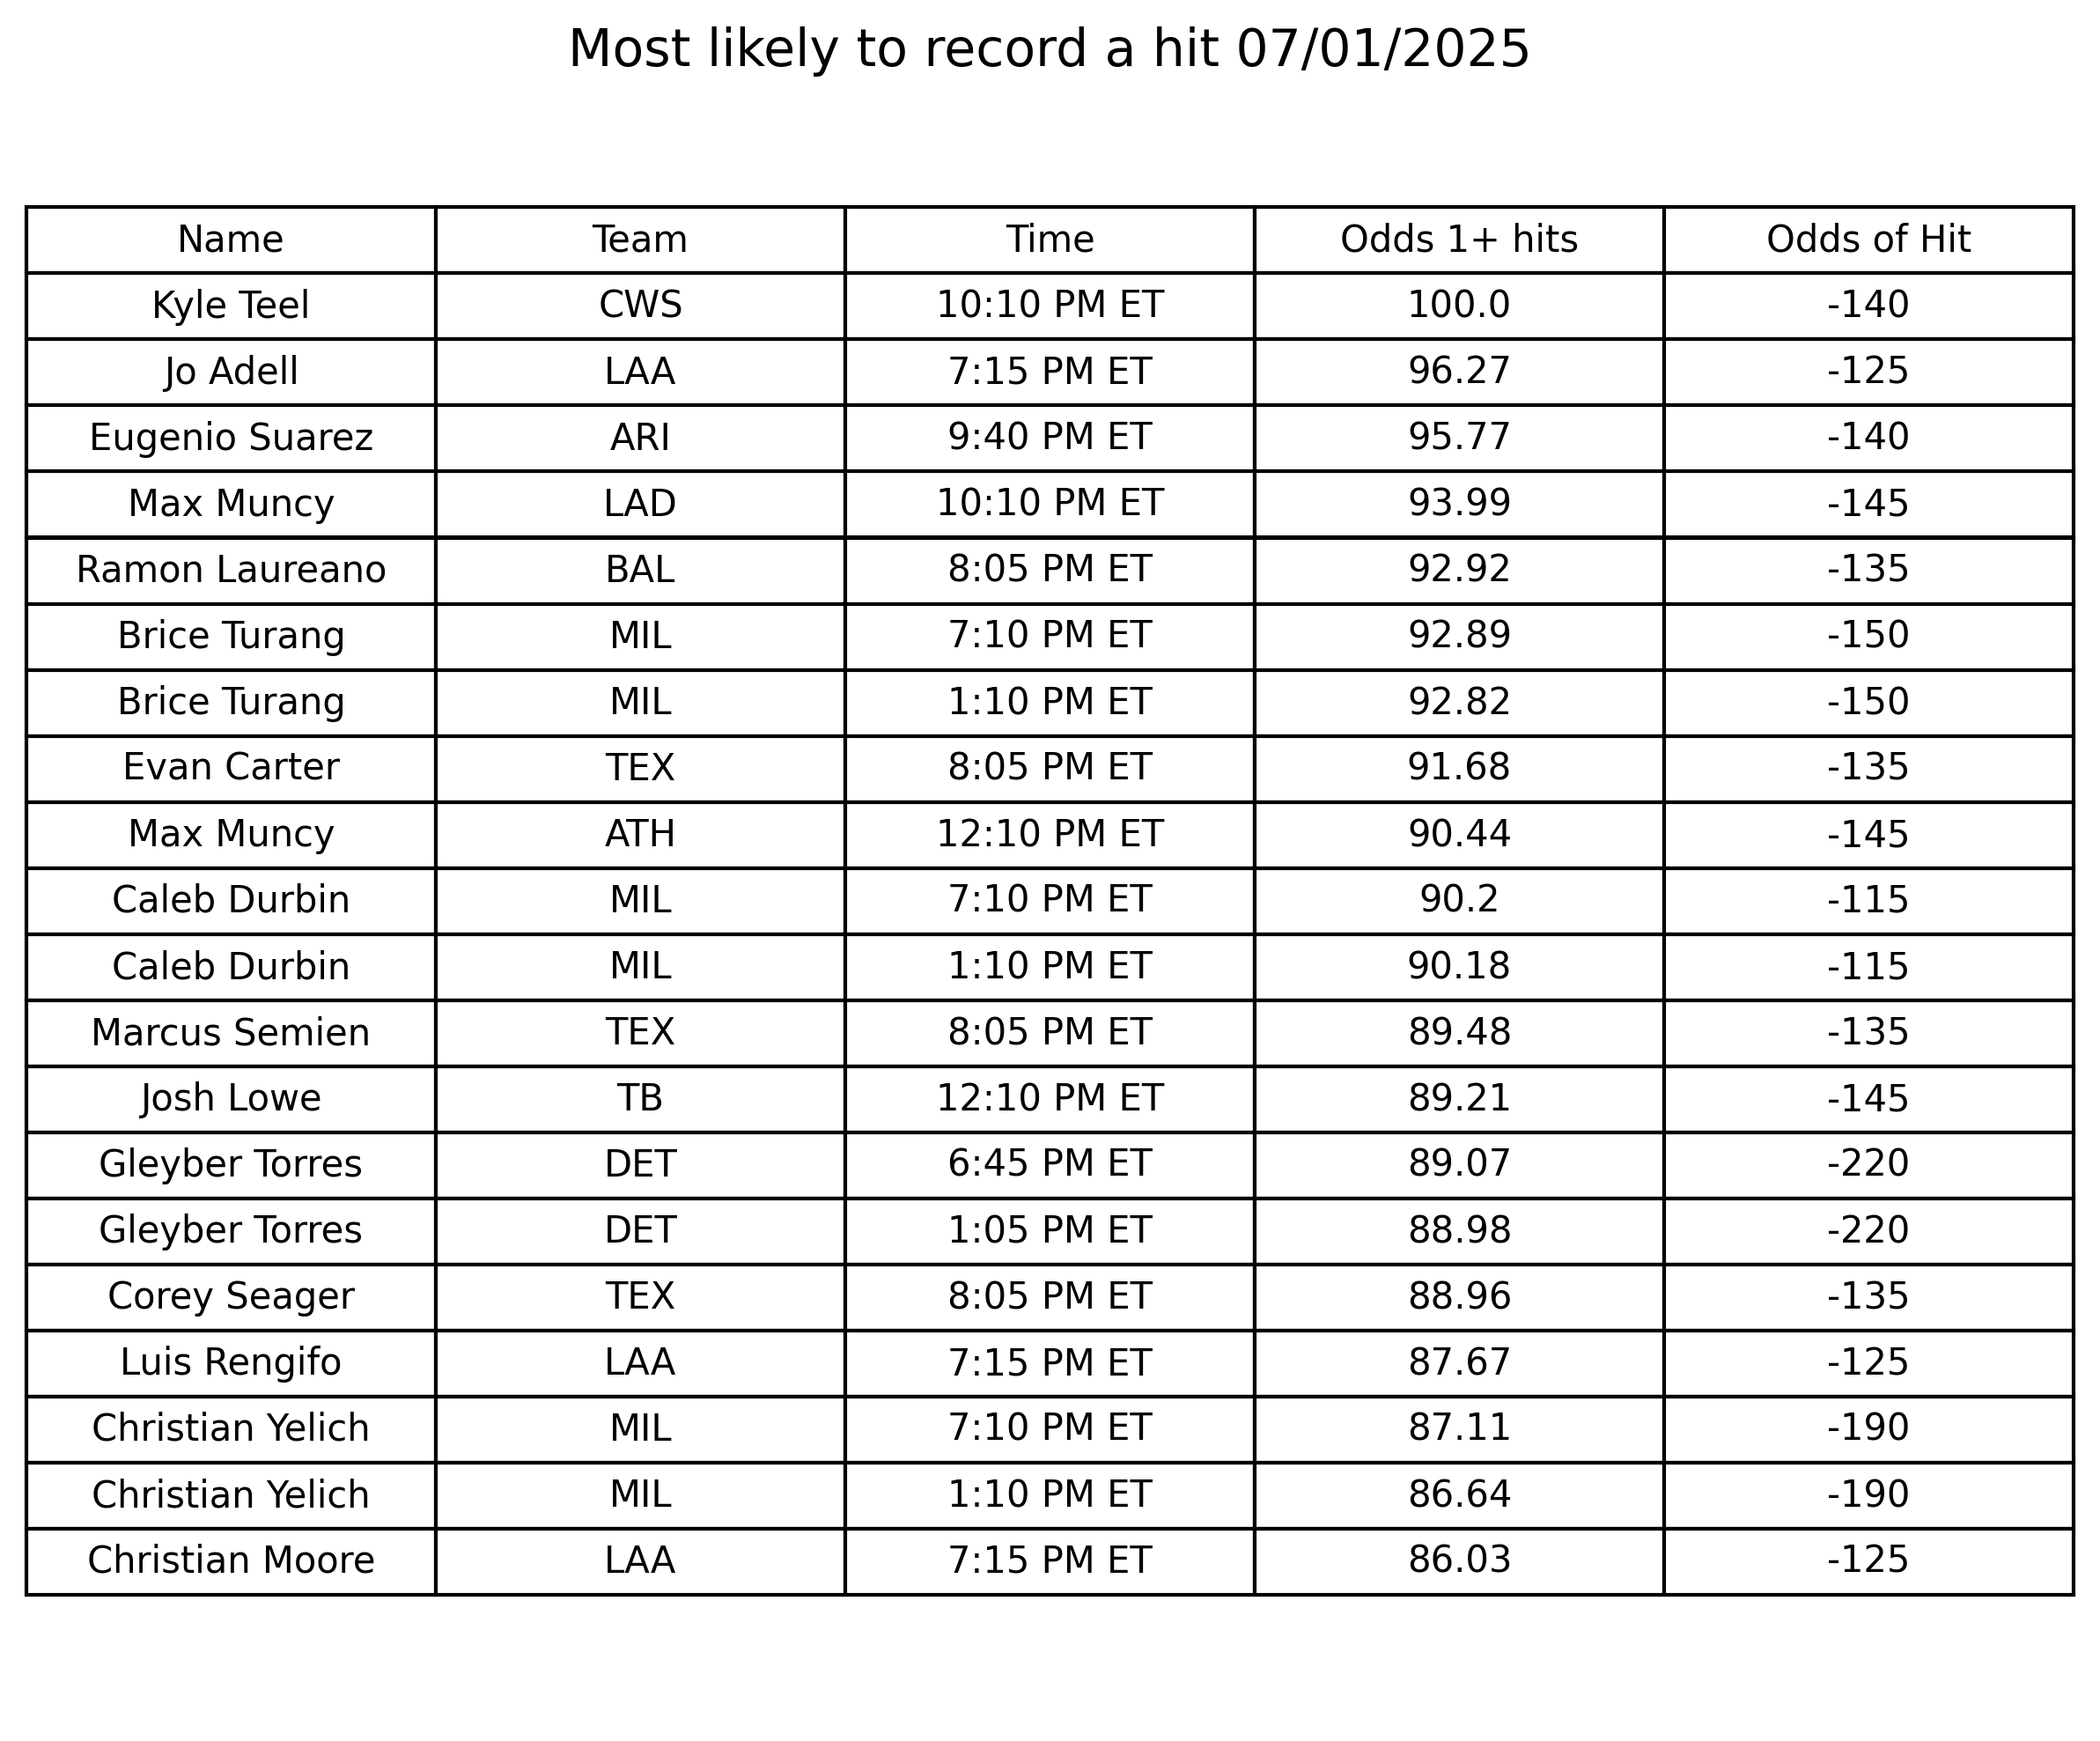 Most likely to record a hit 07/01/2025
Name Team Time Odds 1+ hits Odds of Hit
Kyle Teel CWS 10:10 PM ET 100.0 -140
Jo Adell LAA 7:15 PM ET 96.27 -125
Eugenio Suarez ARI 9:40 PM ET 95.77 -140
Max Muncy LAD 10:10 PM ET 93.99 -145
Ramon Laureano BAL 8:05 PM ET 92.92 -135
Brice Turang MIL 7:10 PM ET 92.89 -150
Brice Turang MIL 1:10 PM ET 92.82 -150
Evan Carter TEX 8:05 PM ET 91.68 -135
Max Muncy ATH 12:10 PM ET 90.44 -145
Caleb Durbin MIL 7:10 PM ET 90.2 -115
Caleb Durbin MIL 1:10 PM ET 90.18 -115
Marcus Semien TEX 8:05 PM ET 89.48 -135
Josh Lowe TB 12:10 PM ET 89.21 -145
Gleyber Torres DET 6:45 PM ET 89.07 -220
Gleyber Torres DET 1:05 PM ET 88.98 -220
Corey Seager TEX 8:05 PM ET 88.96 -135
Luis Rengifo LAA 7:15 PM ET 87.67 -125
Christian Yelich MIL 7:10 PM ET 87.11 -190
Christian Yelich MIL 1:10 PM ET 86.64 -190
Christian Moore LAA 7:15 PM ET 86.03 -125